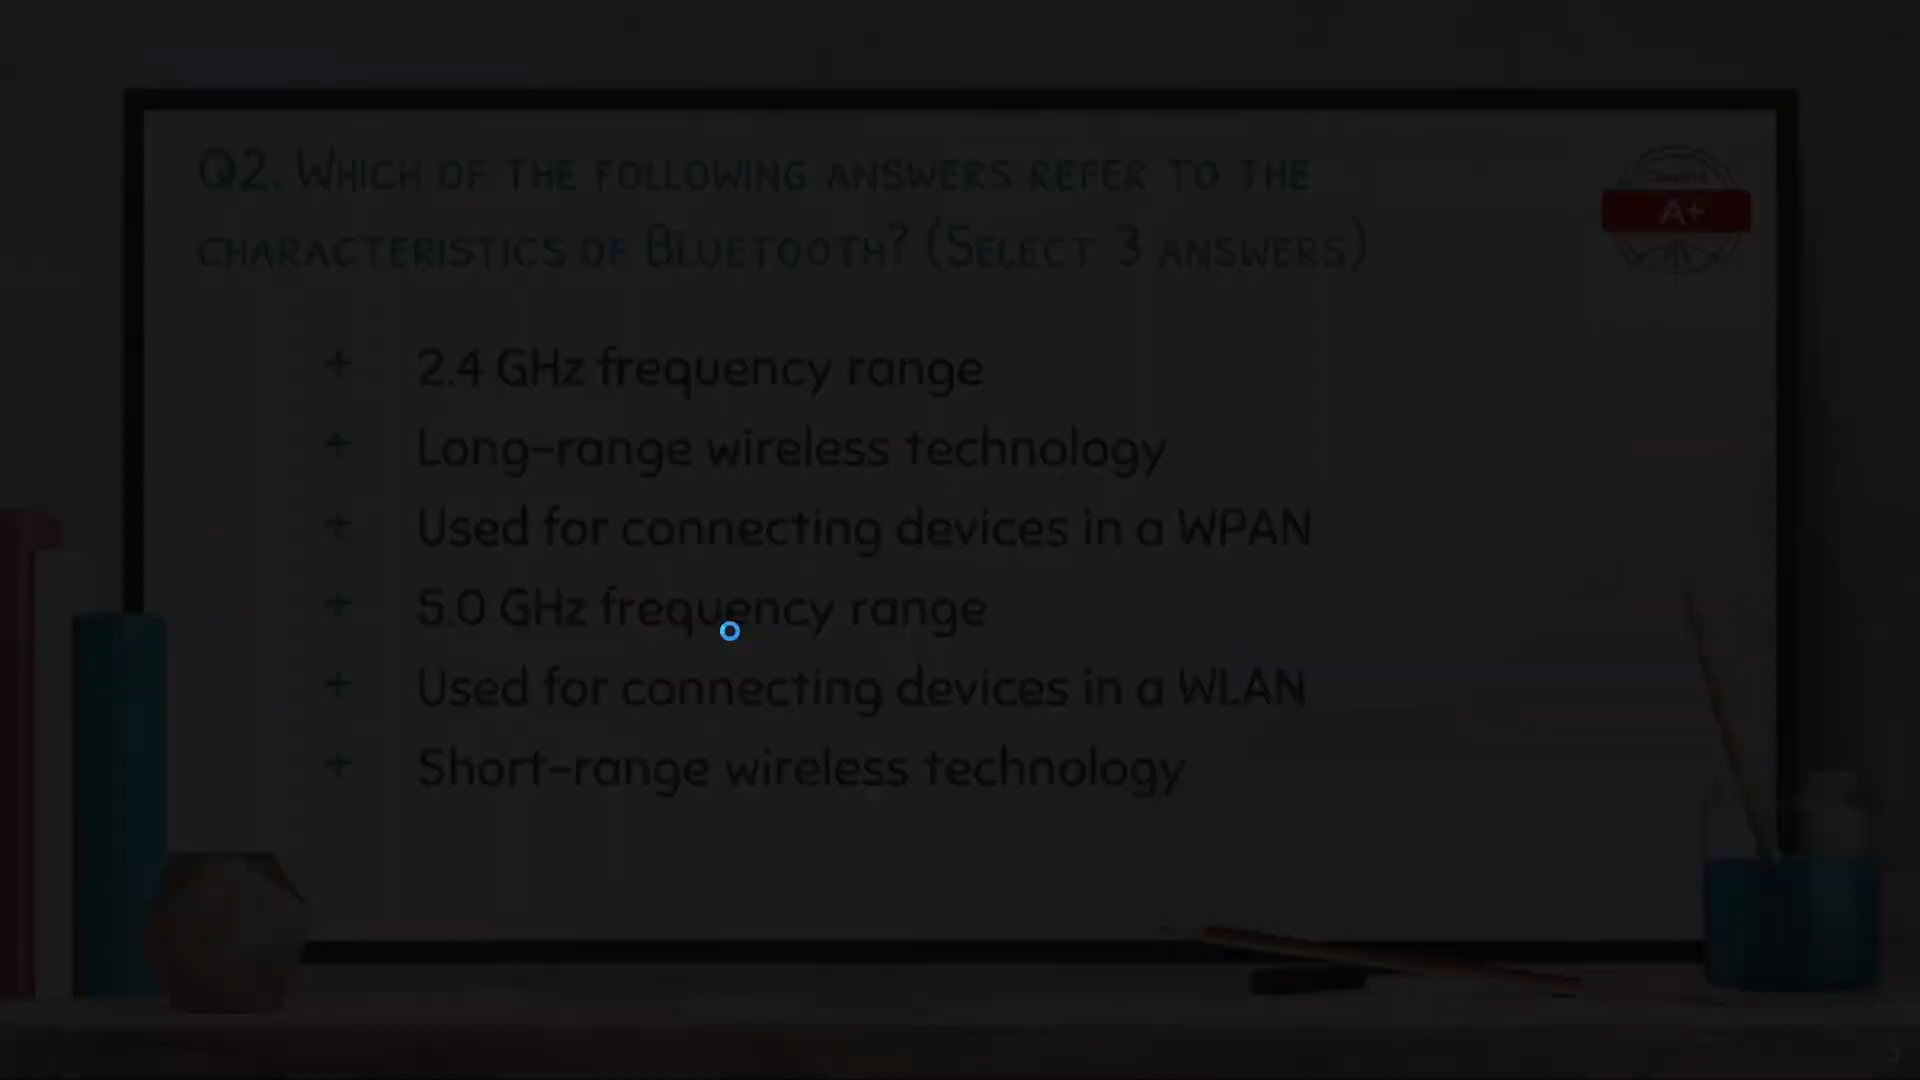 Q2. Which of the following answers refer to the
characteristics of Bluetooth? (Select 3 answers)
A+
+ 2.4 GHz frequency range
+ Long-range wireless technology
+ Used for connecting devices in a WPAN
+ 5.0 GHz frequency range
+ Used for connecting devices in a WLAN
+ Short-range wireless technology